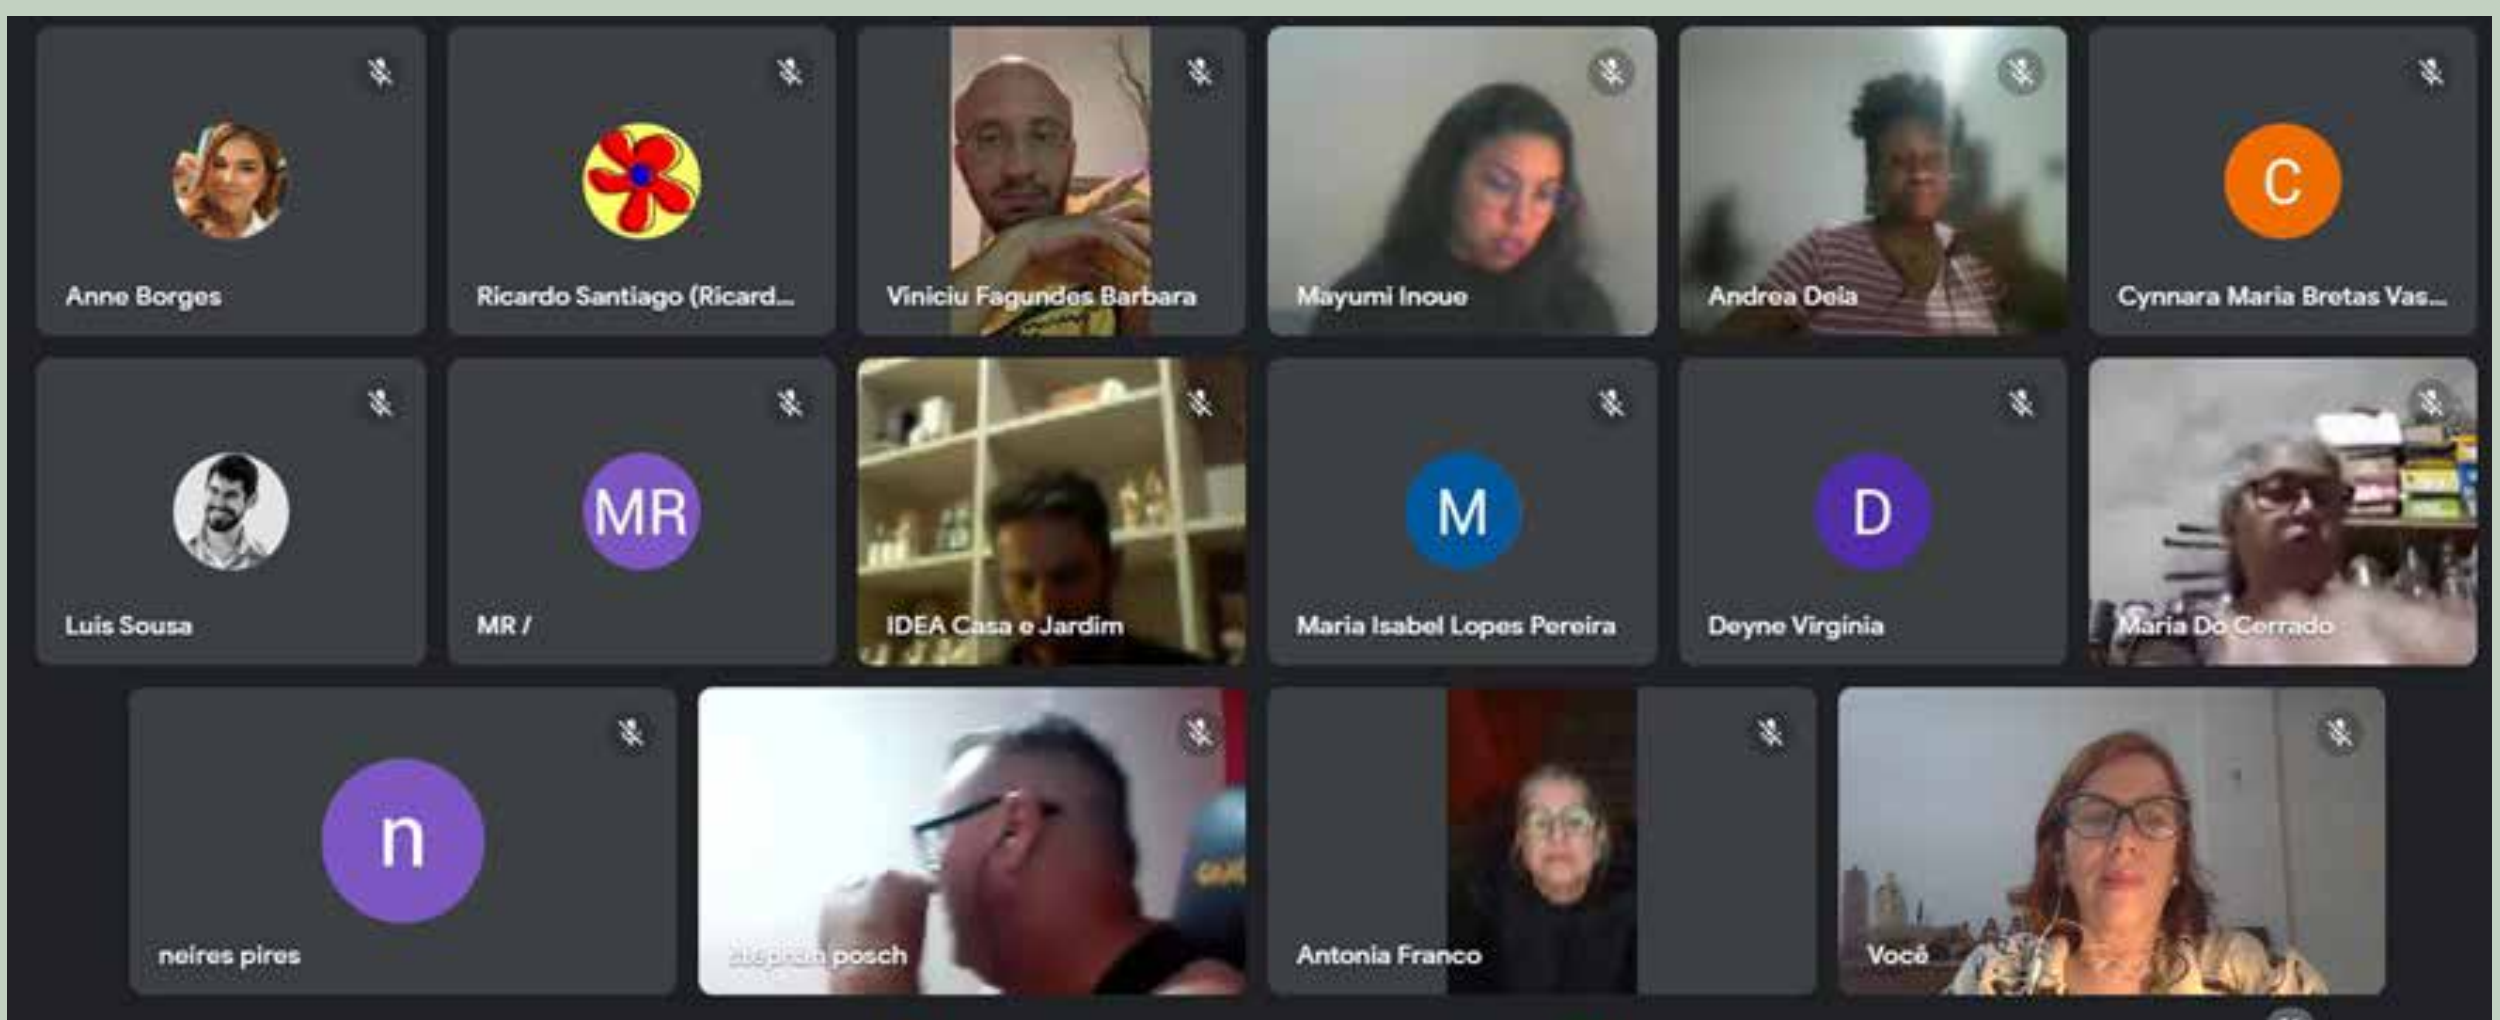 Anne Borges
Ricardo Santiago (Ricard...
Viniciu Fagundes Barbara
Mayumi Inoue
Andrea Deia
C
Cynnara Maria Bretas Vas...
Luis Sousa
MR
MR /
IDEA Casa e Jardim
M
Maria Isabel Lopes Pereira
D
Deyne Virgínia
Maria Do Cerrado
n
neires pires
posch
Antonia Franco
Você